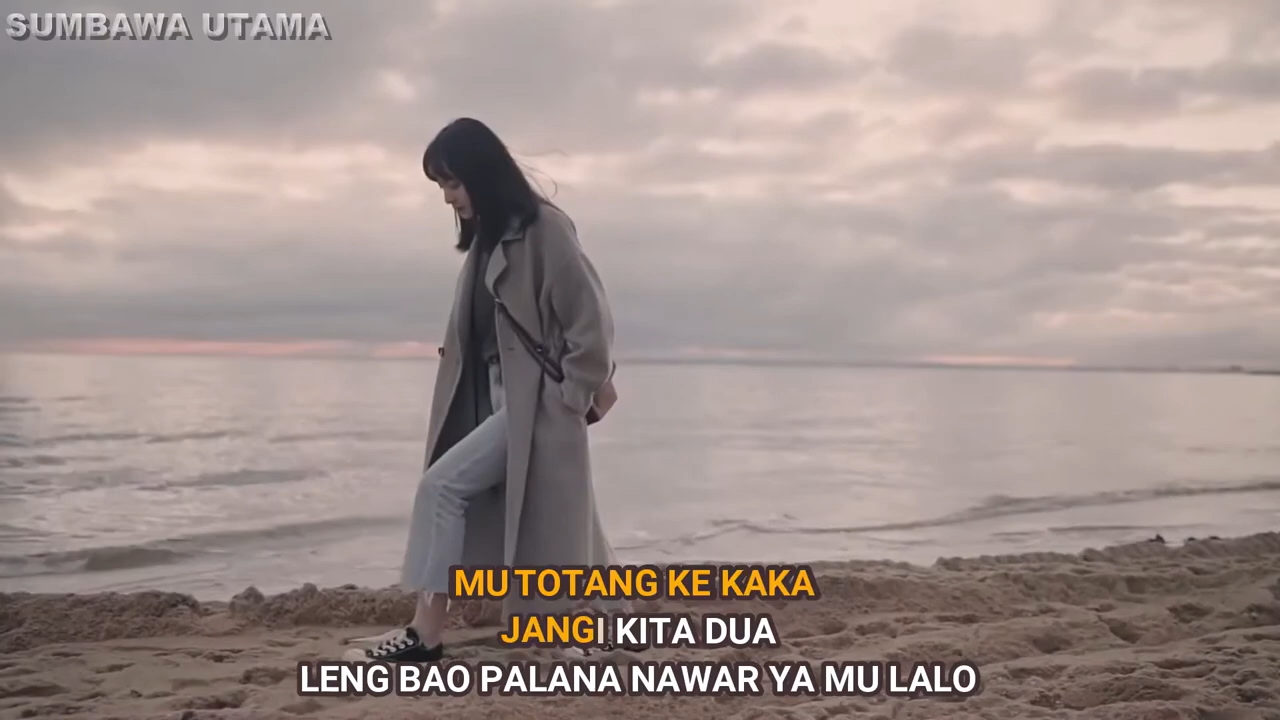 SUMBAWA UTAMA
MU TOTANG KE KAKA
JANGI KITA DUA
LENG BAO PALANA NAWAR YA MU LALO